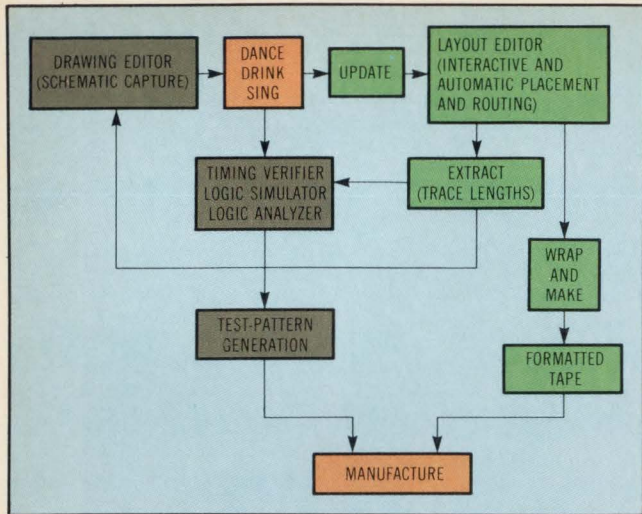 DRAWING EDITOR
(SCHEMATIC CAPTURE)
DANCE
DRINK
SING
UPDATE
LAYOUT EDITOR
(INTERACTIVE AND
AUTOMATIC PLACEMENT
AND ROUTING)
TIMING VERIFIER
LOGIC SIMULATOR
LOGIC ANALYZER
EXTRACT
(TRACE LENGTHS)
WRAP
AND
MAKE
TEST-PATTERN
GENERATION
FORMATTED
TAPE
MANUFACTURE